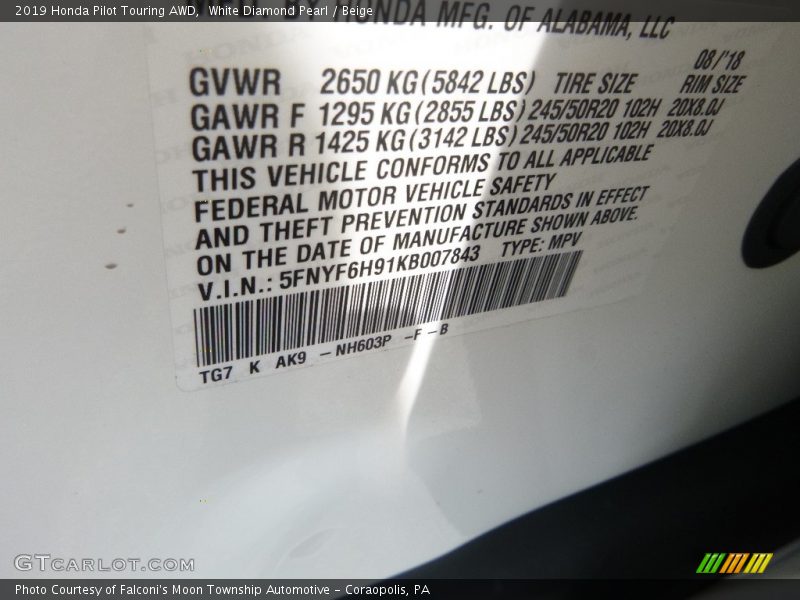 2019 Honda Pilot Touring AWD, White Diamond Pearl / Beige
BY HONDA MFG. OF ALABAMA, LLC
08/'18
GVWR 2650 KG (5842 LBS) TIRE SIZE RIM SIZE
GAWR F 1295 KG (2855 LBS) 245/50R20 102H 20X8.0J
GAWR R 1425 KG (3142 LBS) 245/50R20 102H 20X8.0J
THIS VEHICLE CONFORMS TO ALL APPLICABLE
FEDERAL MOTOR VEHICLE SAFETY
AND THEFT PREVENTION STANDARDS IN EFFECT
ON THE DATE OF MANUFACTURE SHOWN ABOVE.
V.I.N.: 5FNYF6H91KB007843 TYPE: MPV
TG7 K AK9 – NH603P –F – B
GTCARLOT.COM
Photo Courtesy of Falconi's Moon Township Automotive – Coraopolis, PA